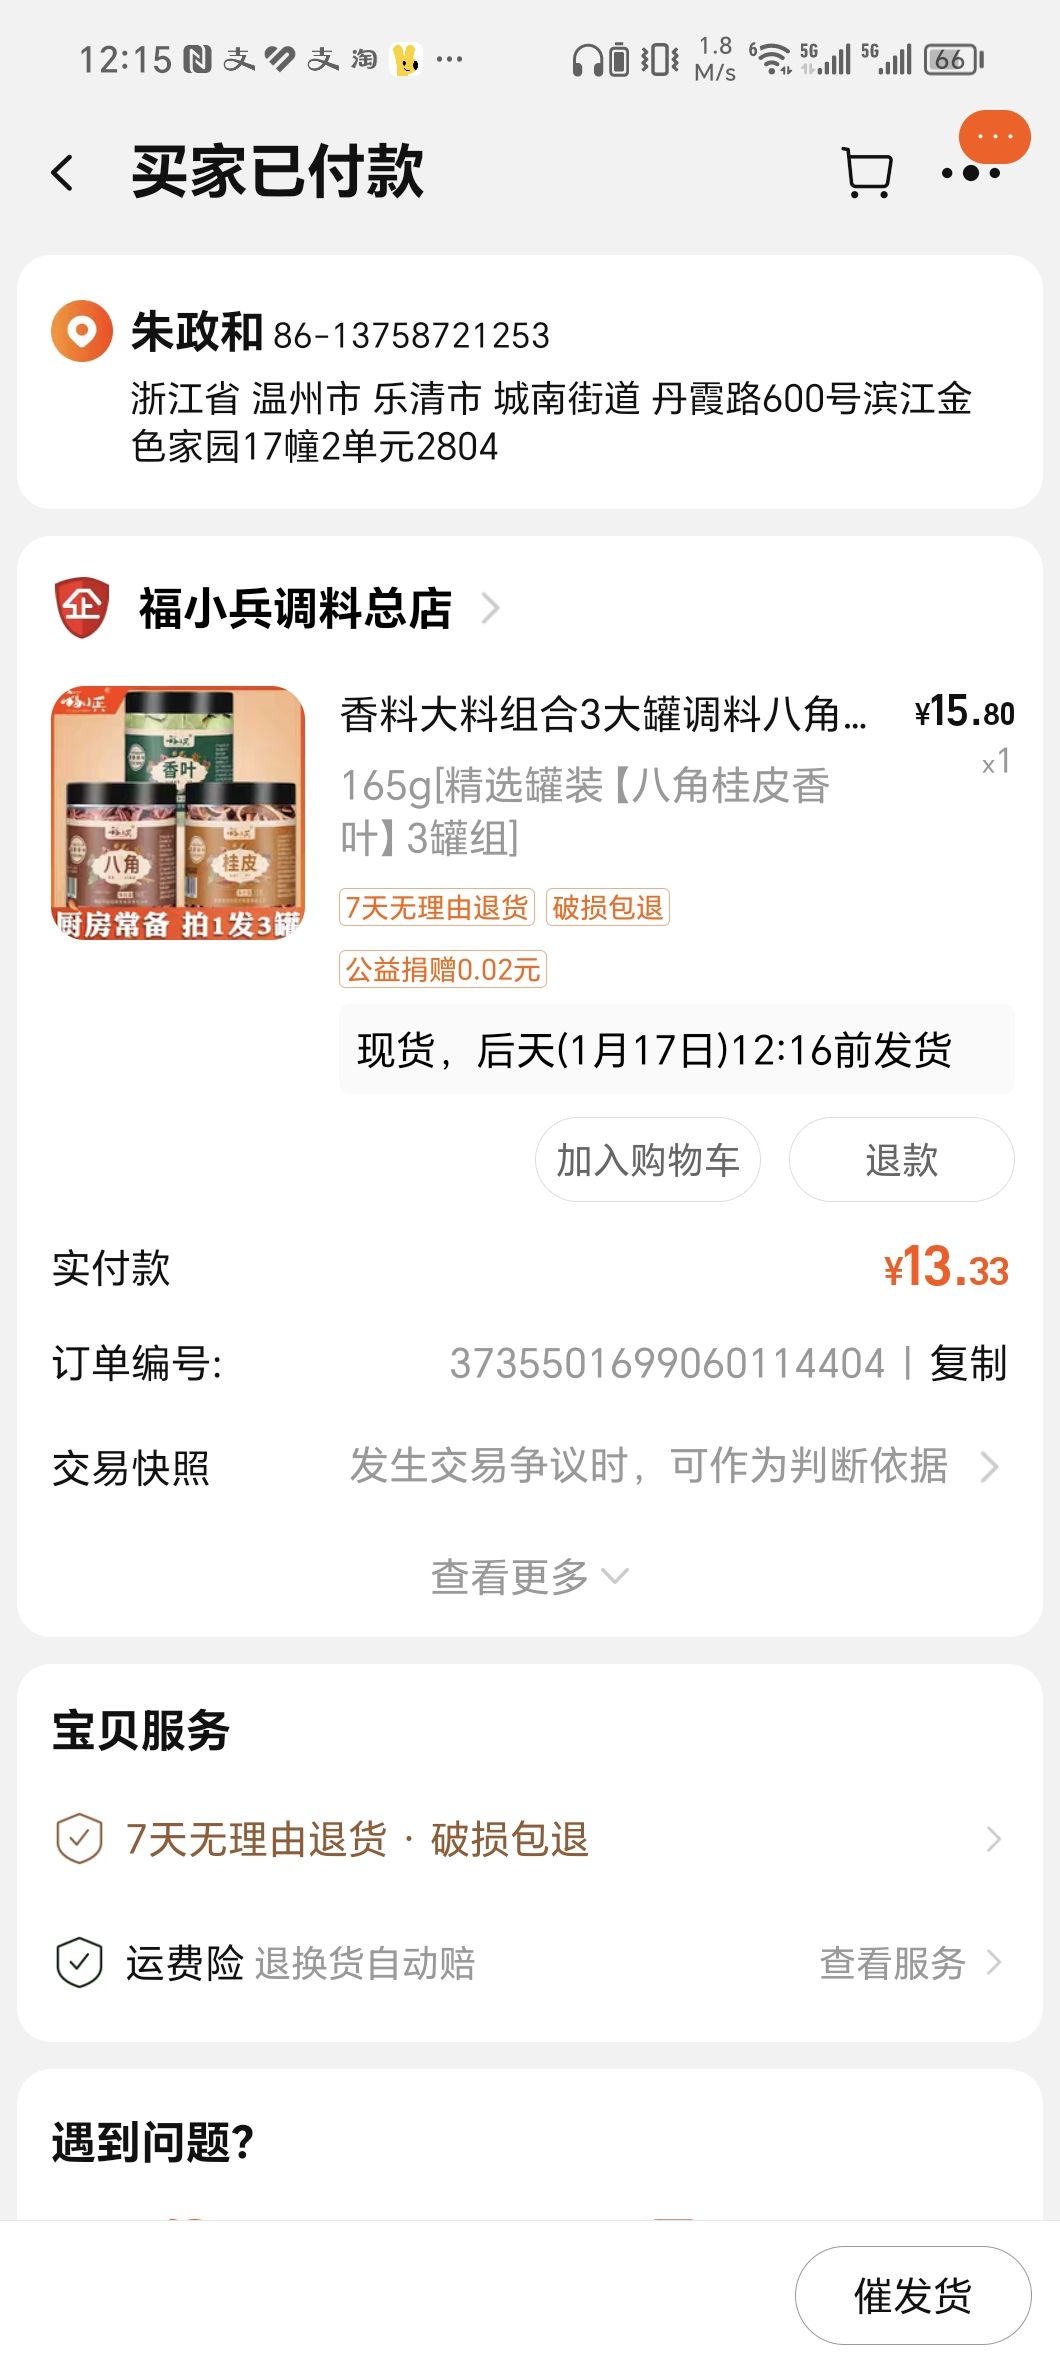 12:15
1.8 M/s
6
5G
5G
66
买家已付款
朱政和 86-13758721253
浙江省 温州市 乐清市 城南街道 丹霞路600号滨江金
色家园17幢2单元2804
企 福小兵调料总店
福小兵
香叶
八角
桂皮
厨房常备 拍1发3罐
香料大料组合3大罐调料八角... ¥15.80
x1
165g[精选罐装【八角桂皮香
叶】3罐组]
7天无理由退货 破损包退
公益捐赠0.02元
现货，后天(1月17日)12:16前发货
加入购物车 退款
实付款 ¥13.33
订单编号: 3735501699060114404 | 复制
交易快照 发生交易争议时，可作为判断依据
查看更多
宝贝服务
7天无理由退货 · 破损包退
运费险 退换货自动赔 查看服务
遇到问题?
催发货